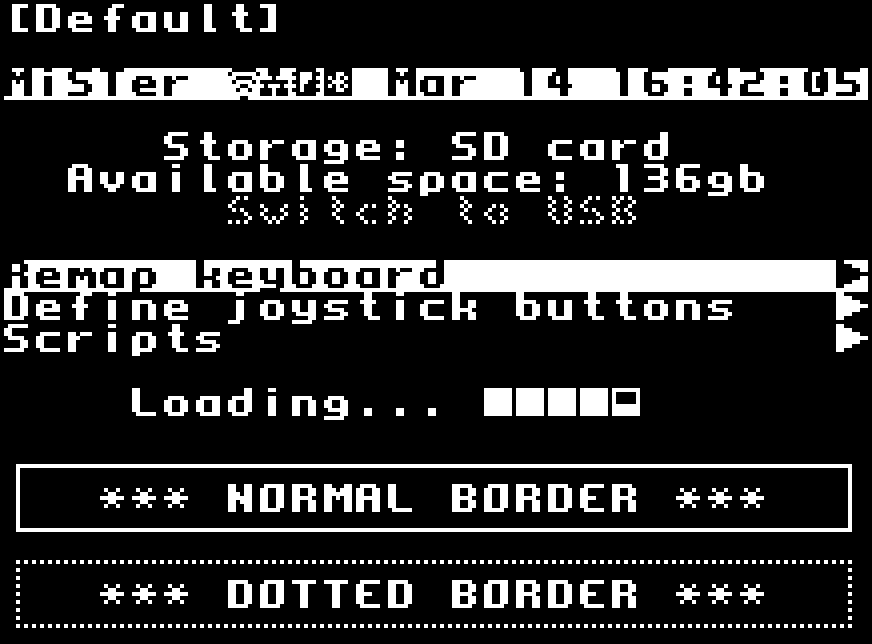 [Default]
MiSTer Mar 14 16:42:05
Storage: SD card
Available space: 136gb
Switch to USB
Remap keyboard
Define joystick buttons
Scripts
Loading...
*** NORMAL BORDER ***
*** DOTTED BORDER ***